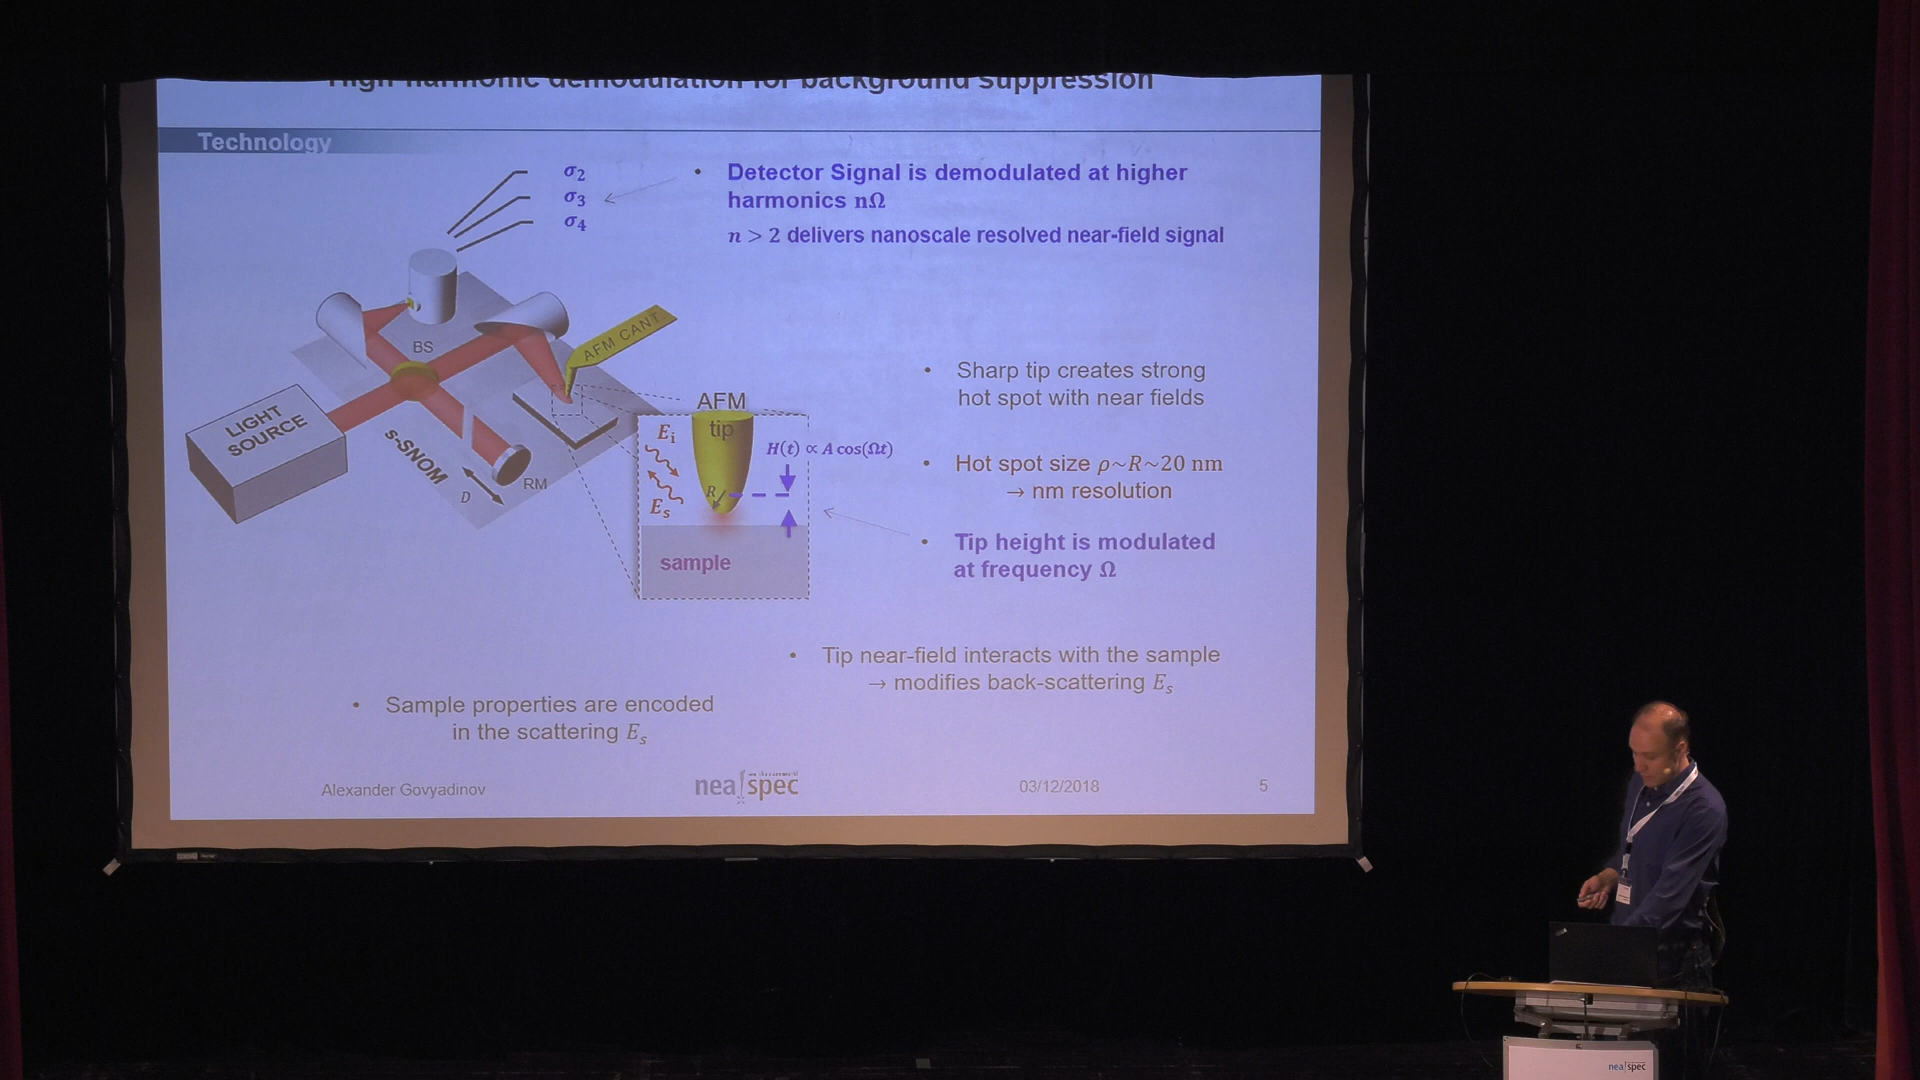 High-harmonic demodulation for background suppression
Technology
σ2
σ3
σ4
• Detector Signal is demodulated at higher
harmonics nΩ
n > 2 delivers nanoscale resolved near-field signal
BS
AFM CANT.
LIGHT
SOURCE
s-SNOM
D
RM
AFM
tip
Ei
Es
R
H(t) ∝ A cos(Ωt)
sample
• Sharp tip creates strong
hot spot with near fields
• Hot spot size ρ~R~20 nm
→ nm resolution
• Tip height is modulated
at frequency Ω
• Tip near-field interacts with the sample
→ modifies back-scattering Es
• Sample properties are encoded
in the scattering Es
Alexander Govyadinov
nea spec
03/12/2018
5
nea spec